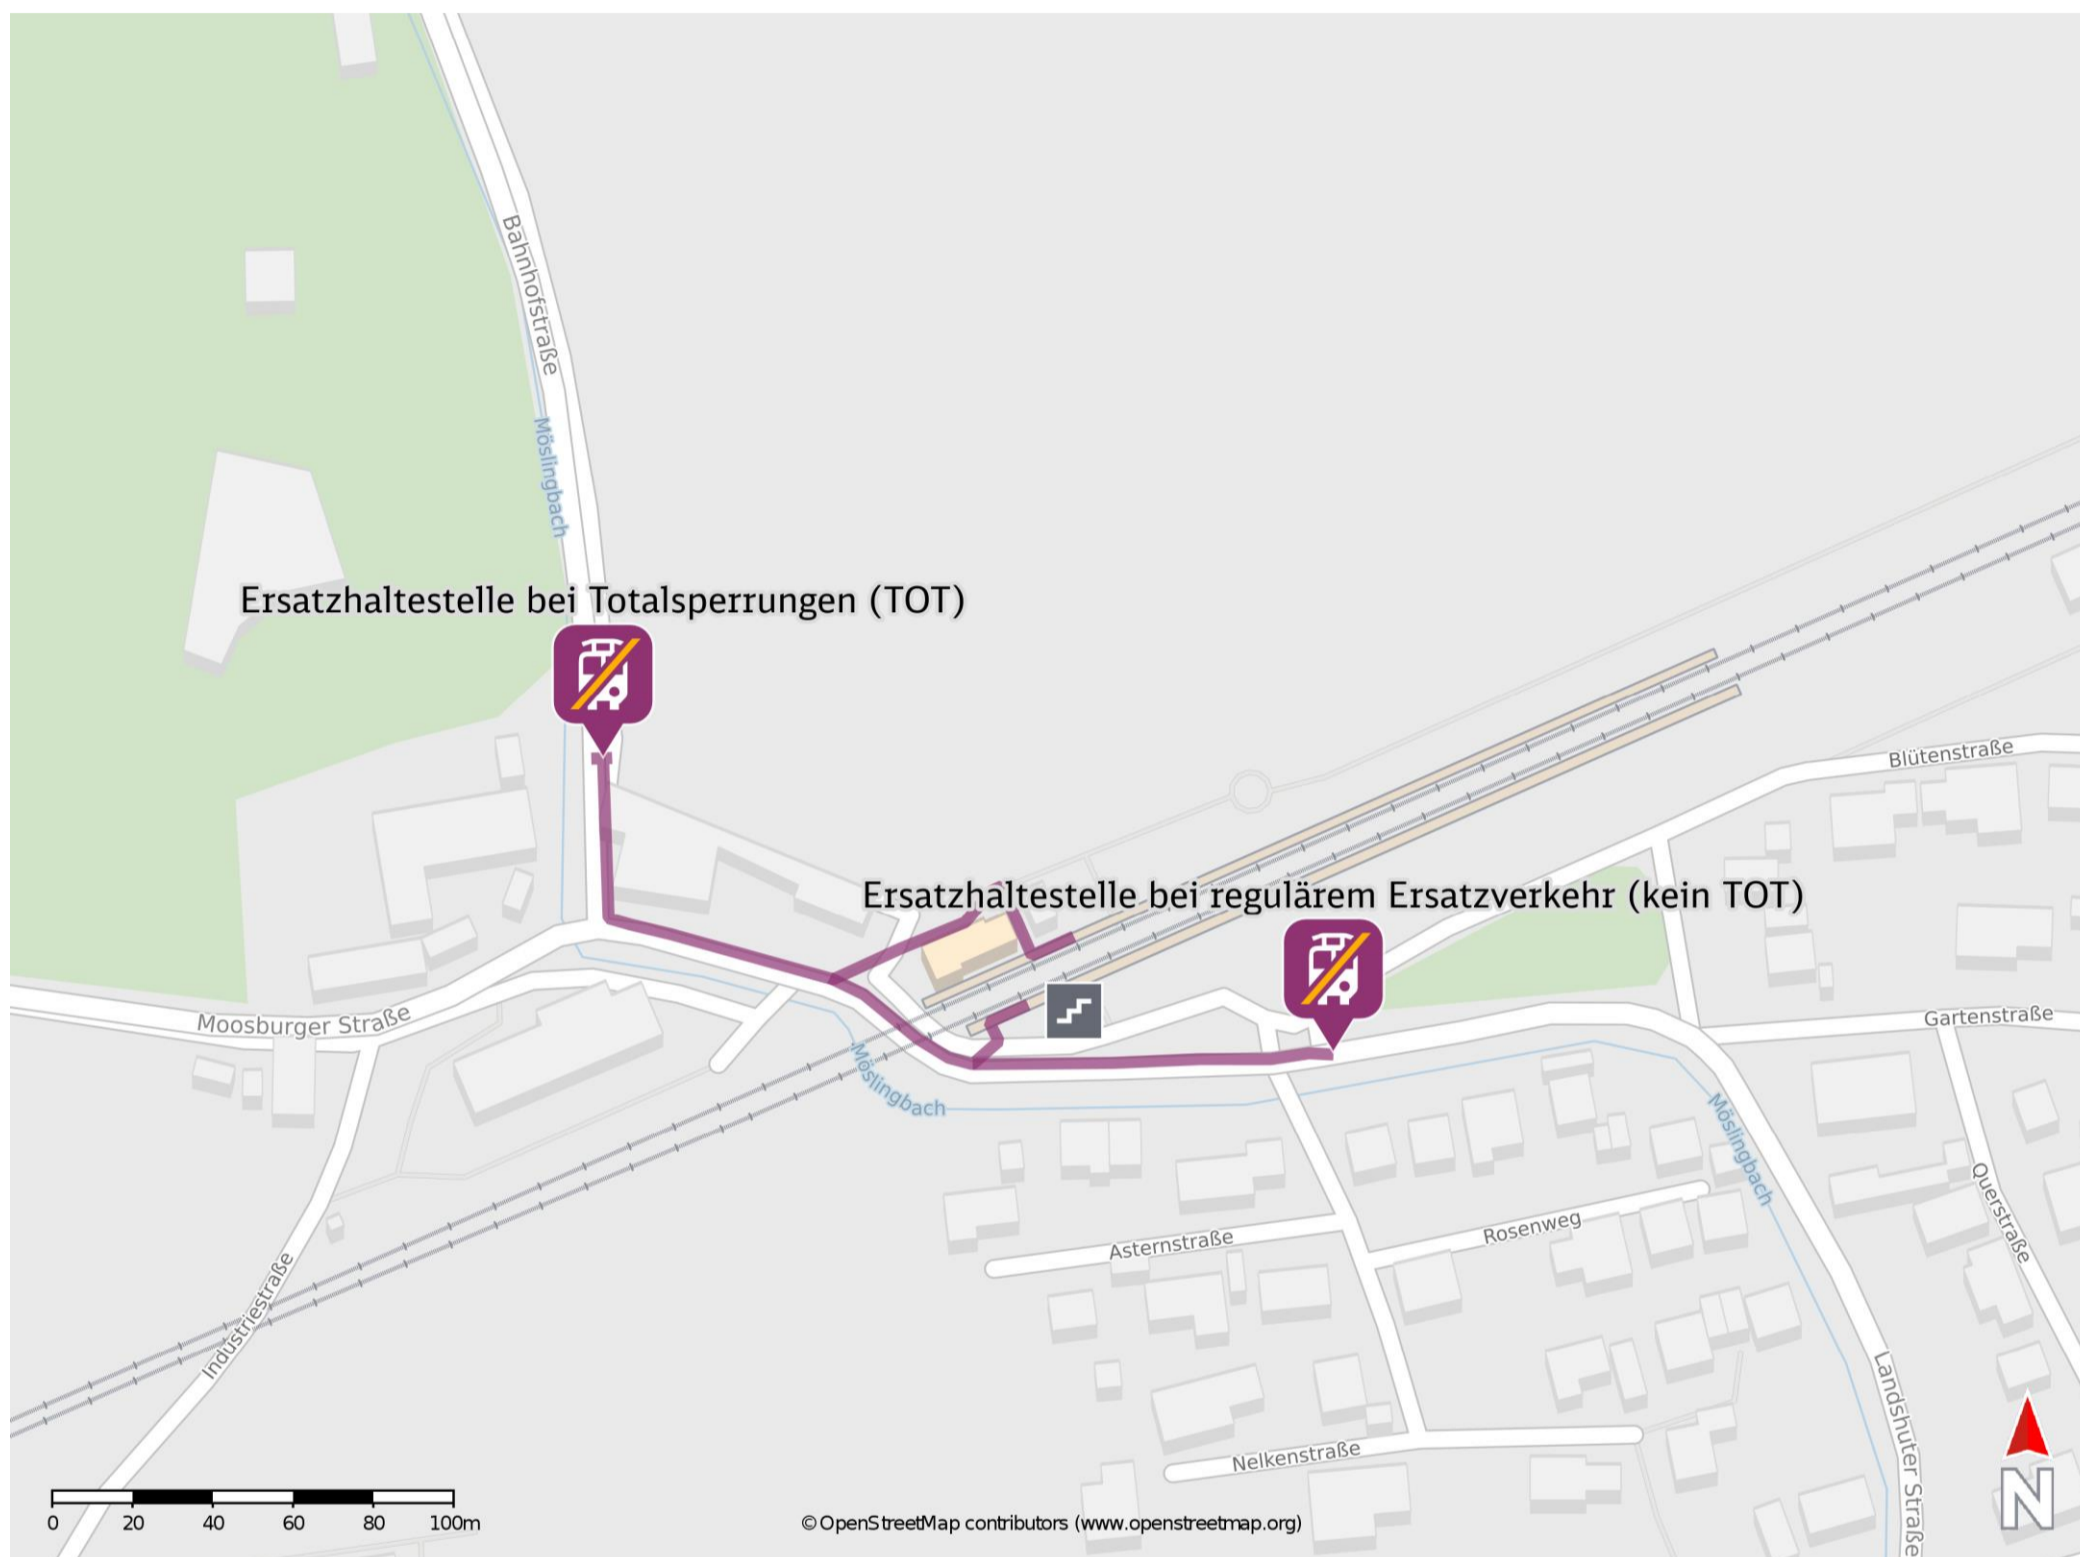 Bahnhofstraße
Möslingbach
Ersatzhaltestelle bei Totalsperrungen (TOT)
Blütenstraße
Ersatzhaltestelle bei regulärem Ersatzverkehr (kein TOT)
Moosburger Straße
Gartenstraße
Möslingbach
Möslingbach
Querstraße
Asternstraße
Rosenweg
Industriestraße
Landshuter Straße
Nelkenstraße
N
0 20 40 60 80 100m
© OpenStreetMap contributors (www.openstreetmap.org)